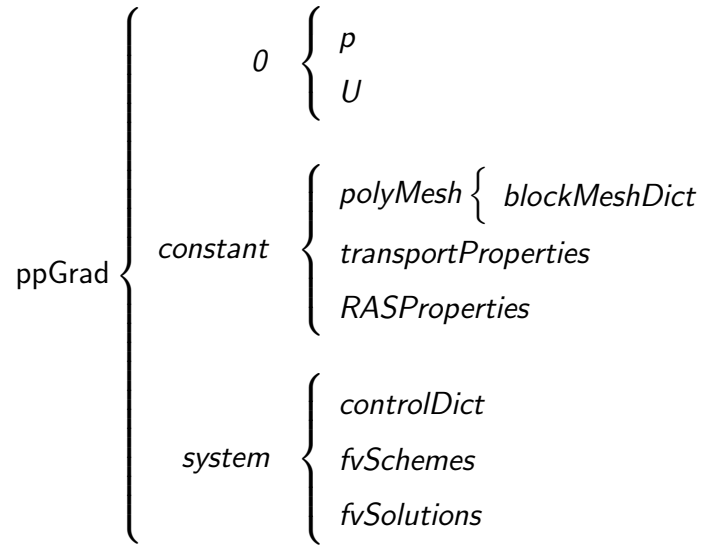 ppGrad
0
p
U
constant
polyMesh { blockMeshDict
transportProperties
RASProperties
system
controlDict
fvSchemes
fvSolutions